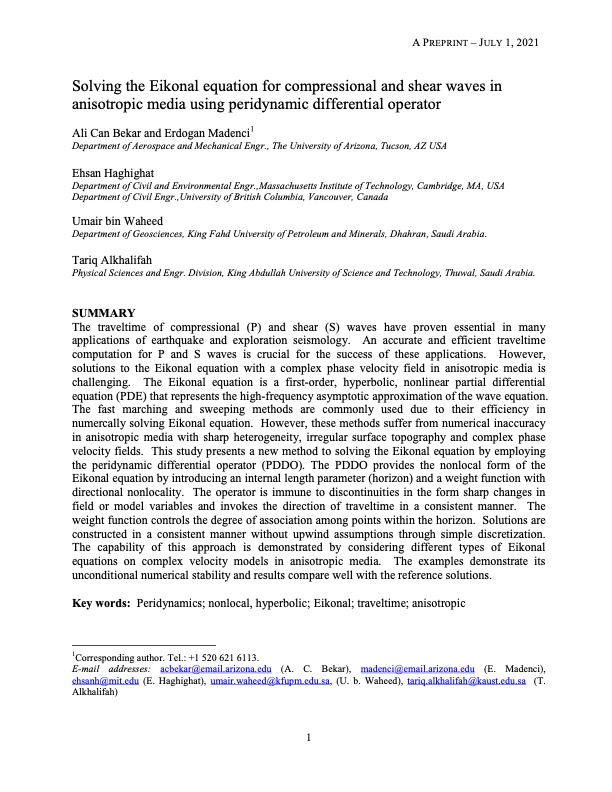 A PREPRINT – JULY 1, 2021
Solving the Eikonal equation for compressional and shear waves in
anisotropic media using peridynamic differential operator
Ali Can Bekar and Erdogan Madenci1
Department of Aerospace and Mechanical Engr., The University of Arizona, Tucson, AZ USA
Ehsan Haghighat
Department of Civil and Environmental Engr.,Massachusetts Institute of Technology, Cambridge, MA, USA
Department of Civil Engr.,University of British Columbia, Vancouver, Canada
Umair bin Waheed
Department of Geosciences, King Fahd University of Petroleum and Minerals, Dhahran, Saudi Arabia.
Tariq Alkhalifah
Physical Sciences and Engr. Division, King Abdullah University of Science and Technology, Thuwal, Saudi Arabia.
SUMMARY
The traveltime of compressional (P) and shear (S) waves have proven essential in many
applications of earthquake and exploration seismology. An accurate and efficient traveltime
computation for P and S waves is crucial for the success of these applications. However,
solutions to the Eikonal equation with a complex phase velocity field in anisotropic media is
challenging. The Eikonal equation is a first-order, hyperbolic, nonlinear partial differential
equation (PDE) that represents the high-frequency asymptotic approximation of the wave equation.
The fast marching and sweeping methods are commonly used due to their efficiency in
numercally solving Eikonal equation. However, these methods suffer from numerical inaccuracy
in anisotropic media with sharp heterogeneity, irregular surface topography and complex phase
velocity fields. This study presents a new method to solving the Eikonal equation by employing
the peridynamic differential operator (PDDO). The PDDO provides the nonlocal form of the
Eikonal equation by introducing an internal length parameter (horizon) and a weight function with
directional nonlocality. The operator is immune to discontinuities in the form sharp changes in
field or model variables and invokes the direction of traveltime in a consistent manner. The
weight function controls the degree of association among points within the horizon. Solutions are
constructed in a consistent manner without upwind assumptions through simple discretization.
The capability of this approach is demonstrated by considering different types of Eikonal
equations on complex velocity models in anisotropic media. The examples demonstrate its
unconditional numerical stability and results compare well with the reference solutions.
Key words: Peridynamics; nonlocal, hyperbolic; Eikonal; traveltime; anisotropic
1Corresponding author. Tel.: +1 520 621 6113.
E-mail addresses: acbekar@email.arizona.edu (A. C. Bekar), madenci@email.arizona.edu (E. Madenci),
ehsanh@mit.edu (E. Haghighat), umair.waheed@kfupm.edu.sa, (U. b. Waheed), tariq.alkhalifah@kaust.edu.sa (T.
Alkhalifah)
1